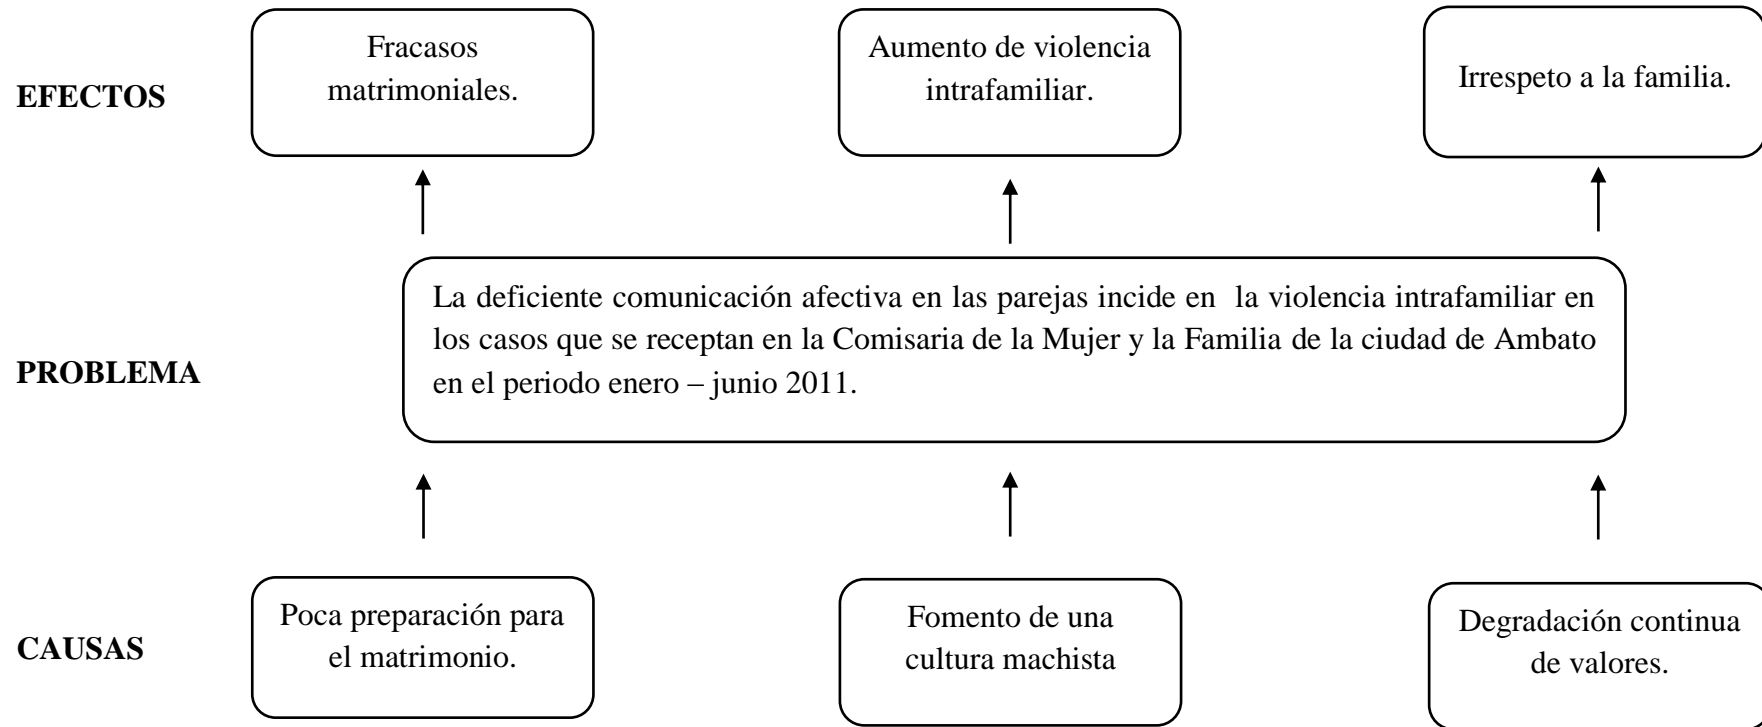 EFECTOS
Fracasos
matrimoniales.
Aumento de violencia
intrafamiliar.
Irrespeto a la familia.
PROBLEMA
La deficiente comunicación afectiva en las parejas incide en  la violencia intrafamiliar en
los casos que se receptan en la Comisaria de la Mujer y la Familia de la ciudad de Ambato
en el periodo enero – junio 2011.
CAUSAS
Poca preparación para
el matrimonio.
Fomento de una
cultura machista
Degradación continua
de valores.